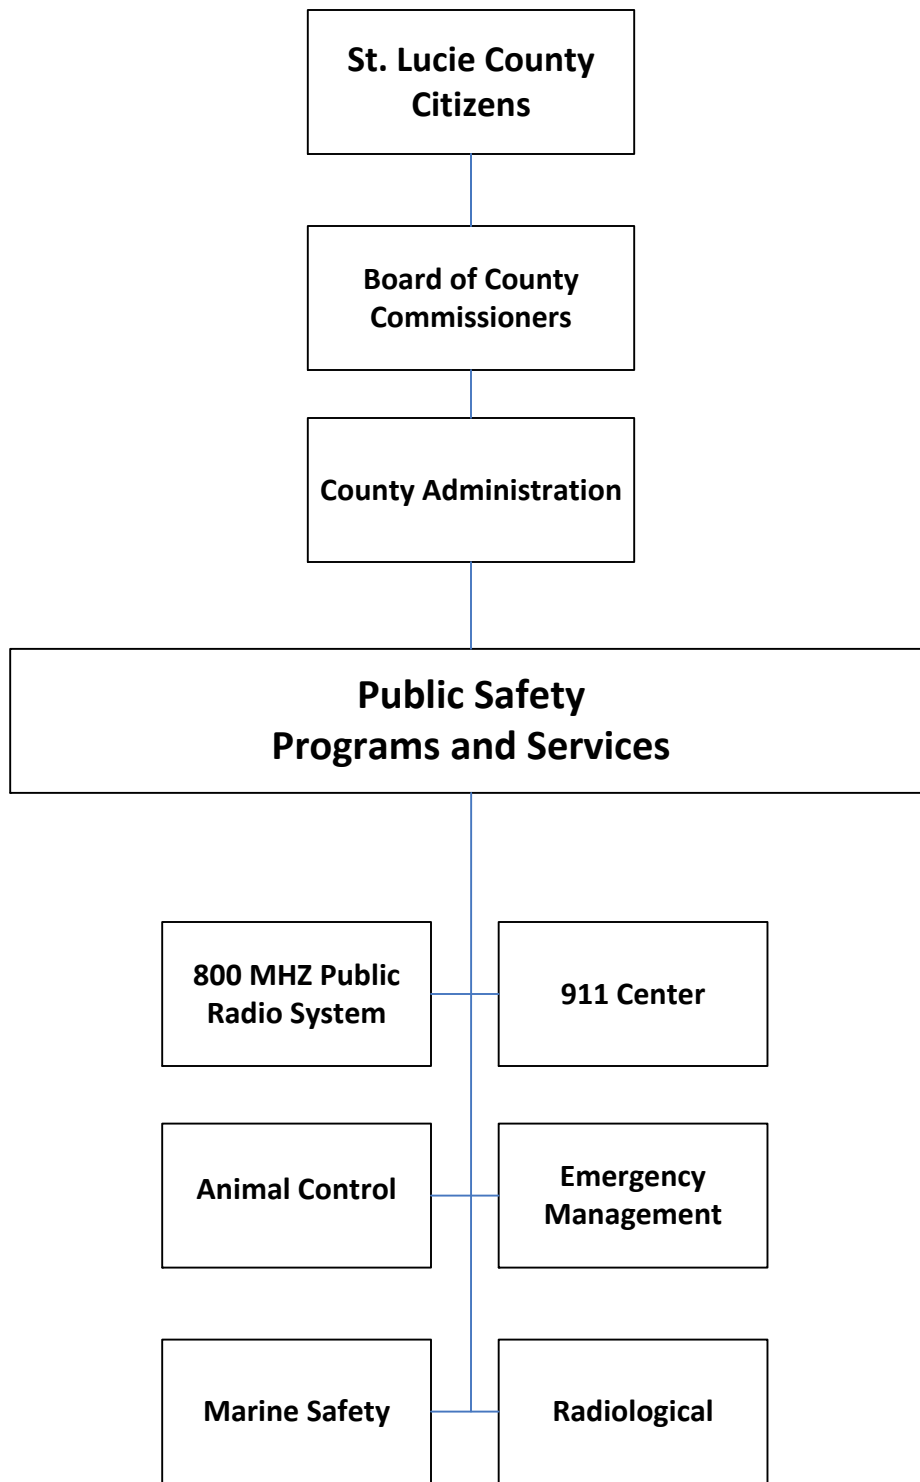 St. Lucie County
Citizens
Board of County
Commissioners
County Administration
Public Safety
Programs and Services
800 MHZ Public
Radio System
911 Center
Animal Control
Emergency
Management
Marine Safety
Radiological